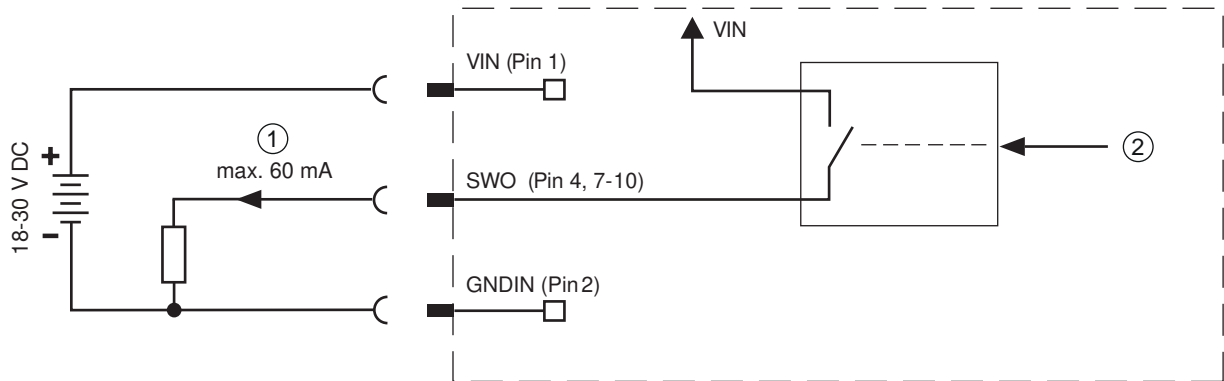 VIN
VIN (Pin 1)
1
max. 60 mA
2
18-30 V DC
+
-
SWO (Pin 4, 7-10)
GNDIN (Pin 2)